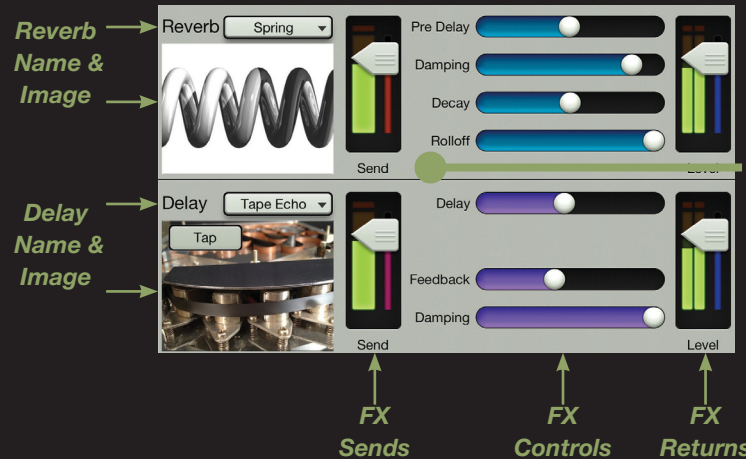 Reverb
Name &
Image
Reverb Spring
Pre Delay
Damping
Decay
Rolloff
Send
Level
Delay
Name &
Image
Delay Tape Echo
Tap
Delay
Feedback
Damping
Send
Level
FX
Sends
FX
Controls
FX
Returns